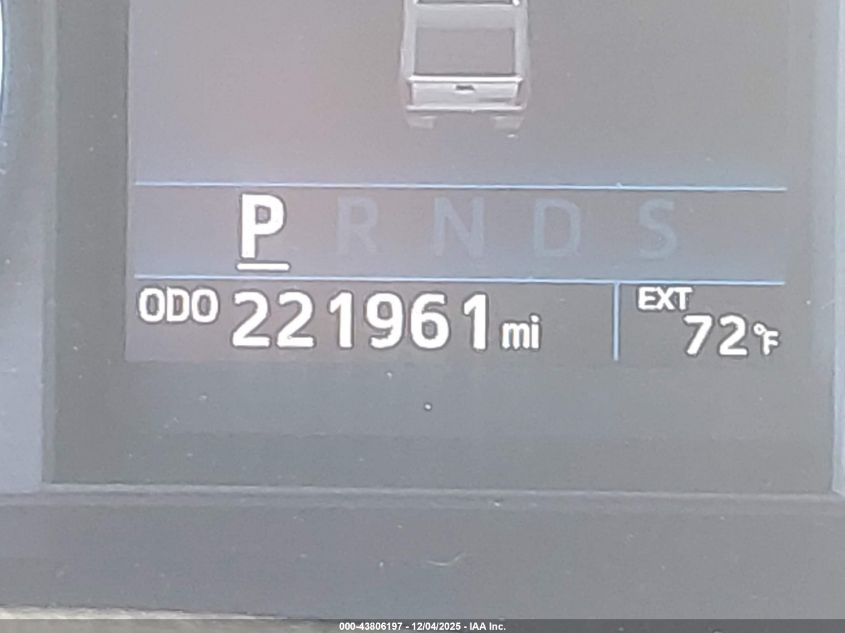 P R N D S
ODO 221961 mi
EXT
72°F
000-43806197 - 12/04/2025 - IAA Inc.